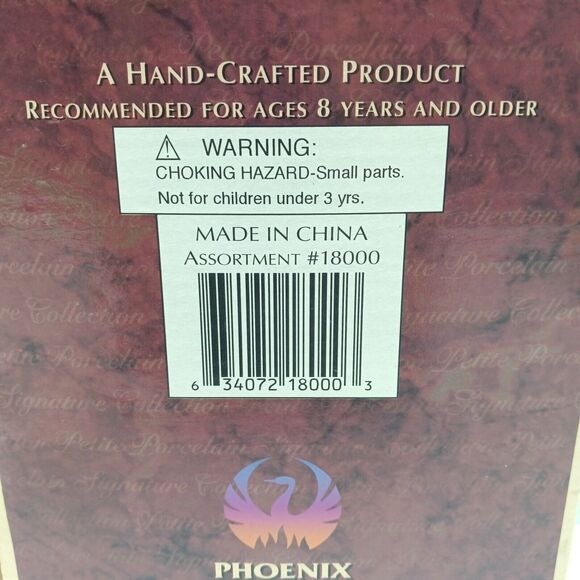 A HAND-CRAFTED PRODUCT
RECOMMENDED FOR AGES 8 YEARS AND OLDER
WARNING:
CHOKING HAZARD-Small parts.
Not for children under 3 yrs.
MADE IN CHINA
ASSORTMENT #18000
6 34072 18000 3
PHOENIX